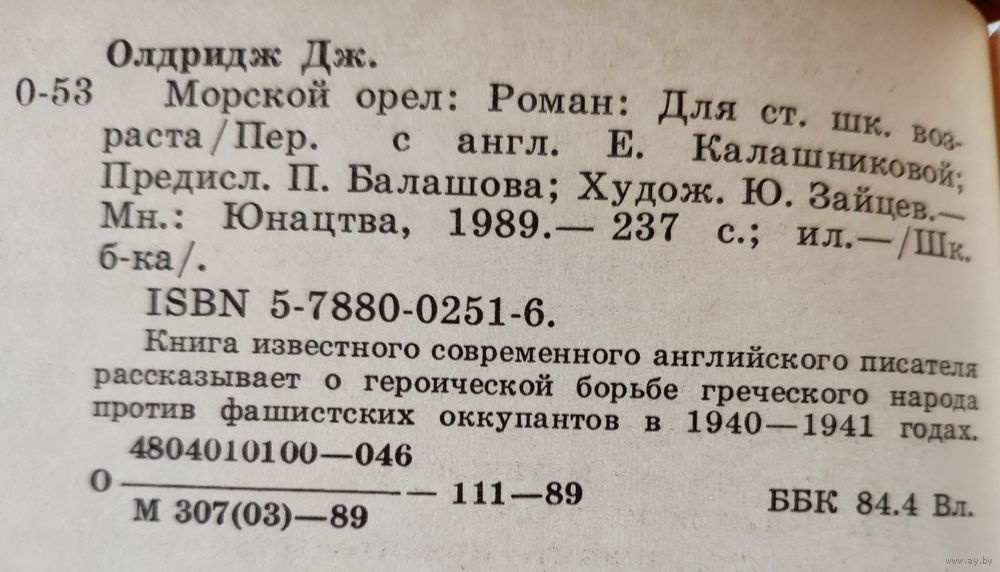 Олдридж Дж.
О-53 Морской орел: Роман: Для ст. шк. воз-
раста/Пер. с англ. Е. Калашниковой;
Предисл. П. Балашова; Худож. Ю. Зайцев.—
Мн.: Юнацтва, 1989.— 237 с.; ил.—/Шк.
б-ка/.
ISBN 5-7880-0251-6.
Книга известного современного английского писателя
рассказывает о героической борьбе греческого народа
против фашистских оккупантов в 1940—1941 годах.
4804010100—046
О ———————— — 111—89
М 307(03)—89
ББК 84.4 Вл.
www.ay.by